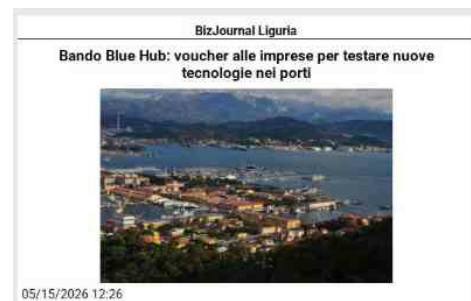 BizJournal Liguria
Bando Blue Hub: voucher alle imprese per testare nuove
tecnologie nei porti
05/15/2026 12:26